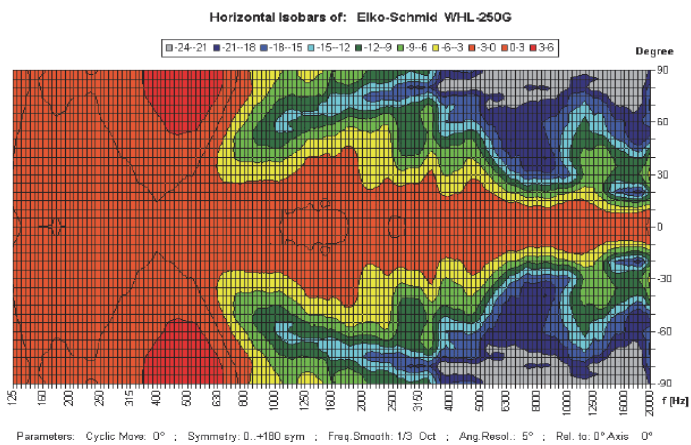 Horizontal Isobars of: Elko-Schmid WHL-250G
-24--21 -21--18 -18--15 -15--12 -12--9 -9--6 -6--3 -3-0 0-3 3-6
Degree
90
60
30
0
-30
-60
-90
125 160 200 250 315 400 500 630 800 1000 1250 1600 2000 2500 3150 4000 5000 6300 8000 10000 12500 16000 20000 f [Hz]
Parameters: Cyclic Move: 0° ; Symmetry: 0..+180 sym ; Freq.Smooth: 1/3 Oct ; Ang.Resol.: 5° ; Rel. to: 0° Axis 0°